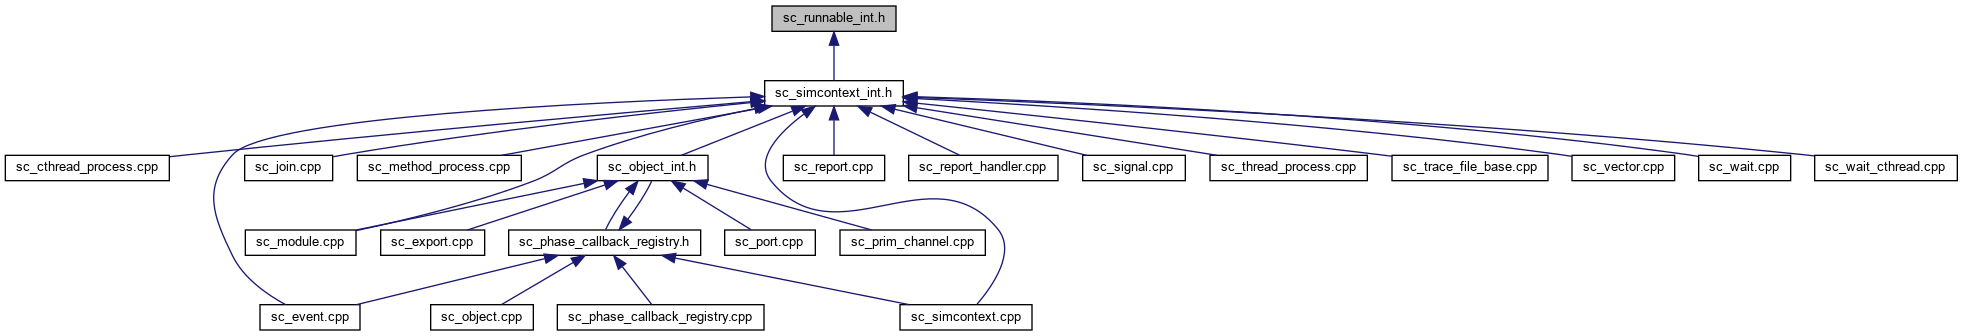 sc_runnable_int.h
sc_simcontext_int.h
sc_cthread_process.cpp
sc_join.cpp
sc_method_process.cpp
sc_object_int.h
sc_report.cpp
sc_report_handler.cpp
sc_signal.cpp
sc_thread_process.cpp
sc_trace_file_base.cpp
sc_vector.cpp
sc_wait.cpp
sc_wait_cthread.cpp
sc_module.cpp
sc_export.cpp
sc_phase_callback_registry.h
sc_port.cpp
sc_prim_channel.cpp
sc_event.cpp
sc_object.cpp
sc_phase_callback_registry.cpp
sc_simcontext.cpp